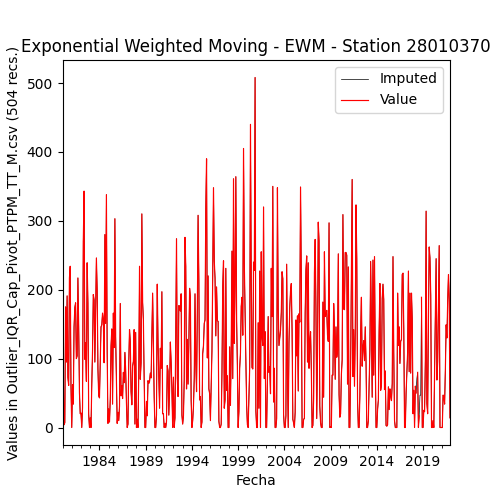 Exponential Weighted Moving - EWM - Station 28010370
Imputed
Value
Values in Outlier_IQR_Cap_Pivot_PTPM_TT_M.csv (504 recs.)
500
400
300
200
100
0
1984 1989 1994 1999 2004 2009 2014 2019
Fecha